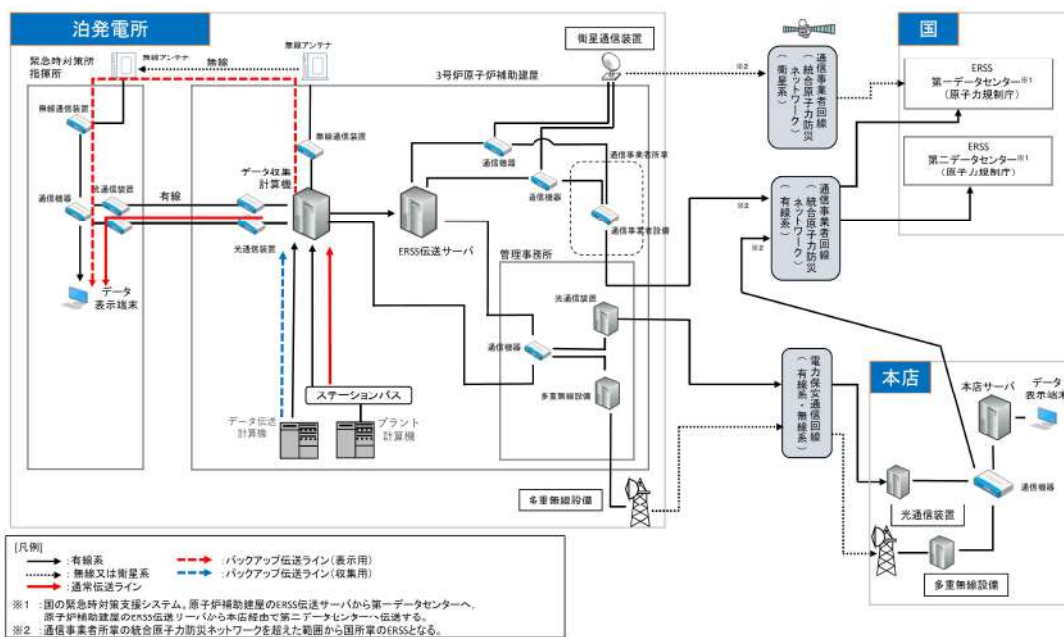 泊発電所
国
本店
緊急時対策所
指揮所
無線アンテナ
無線
無線アンテナ
3号炉原子炉補助建屋
衛星通信装置
※2
通信事業者回線
(統合原子力防災
ネットワーク)
(衛星系)
ERSS
第一データセンター※1
(原子力規制庁)
ERSS
第二データセンター※1
(原子力規制庁)
無線通信装置
無線通信装置
通信機器
光通信装置
有線
データ収集
計算機
光通信装置
データ
表示端末
ERSS伝送サーバ
通信機器
通信機器
通信事業者所掌
通信事業者設備
※2
※2
通信事業者回線
(統合原子力防災
ネットワーク)
(有線系)
管理事務所
光通信装置
通信機器
多重無線設備
電力保安通信回線
(有線系・無線系)
ステーションバス
データ伝送
計算機
プラント
計算機
多重無線設備
本店サーバ
データ
表示端末
通信機器
光通信装置
多重無線設備
[凡例]
:有線系
:無線又は衛星系
:通常伝送ライン
:バックアップ伝送ライン(表示用)
:バックアップ伝送ライン(収集用)
※1 :国の緊急時対策支援システム。原子炉補助建屋のERSS伝送サーバから第一データセンターへ、
原子炉補助建屋のERSS伝送サーバから本店経由で第二データセンターへ伝送する。
※2 :通信事業者所掌の統合原子力防災ネットワークを超えた範囲から国所掌のERSSとなる。